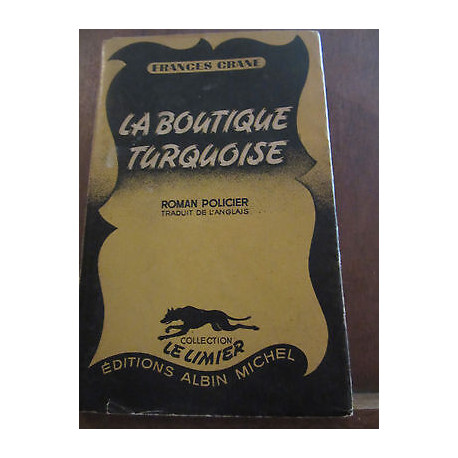 FRANCES CRANE
LA BOUTIQUE
TURQUOISE
ROMAN POLICIER
TRADUIT DE L'ANGLAIS
COLLECTION
LE LIMIER
ÉDITIONS ALBIN MICHEL